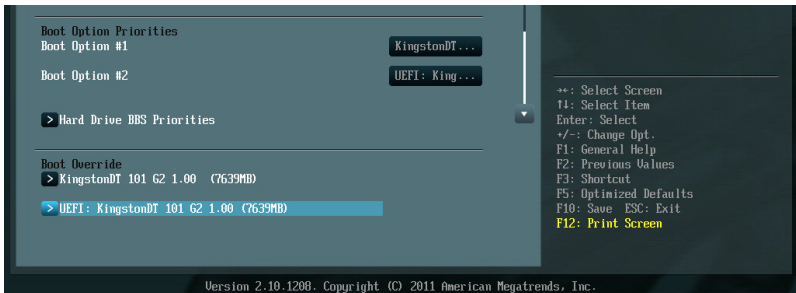 Boot Option Priorities
Boot Option #1 KingstonDT...
Boot Option #2 UEFI: King...
Hard Drive BBS Priorities
Boot Override
KingstonDT 101 G2 1.00 (7639MB)
UEFI: KingstonDT 101 G2 1.00 (7639MB)
→←: Select Screen
↑↓: Select Item
Enter: Select
+/-: Change Opt.
F1: General Help
F2: Previous Values
F3: Shortcut
F5: Optimized Defaults
F10: Save ESC: Exit
F12: Print Screen
Version 2.10.1208. Copyright (C) 2011 American Megatrends, Inc.